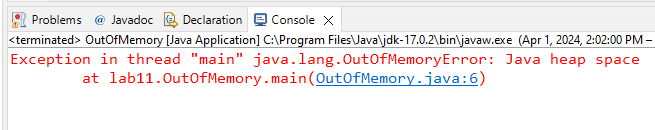 Problems @ Javadoc Declaration Console ×
<terminated> OutOfMemory [Java Application] C:\Program Files\Java\jdk-17.0.2\bin\javaw.exe (Apr 1, 2024, 2:02:00 PM –
Exception in thread "main" java.lang.OutOfMemoryError: Java heap space
at lab11.OutOfMemory.main(OutOfMemory.java:6)